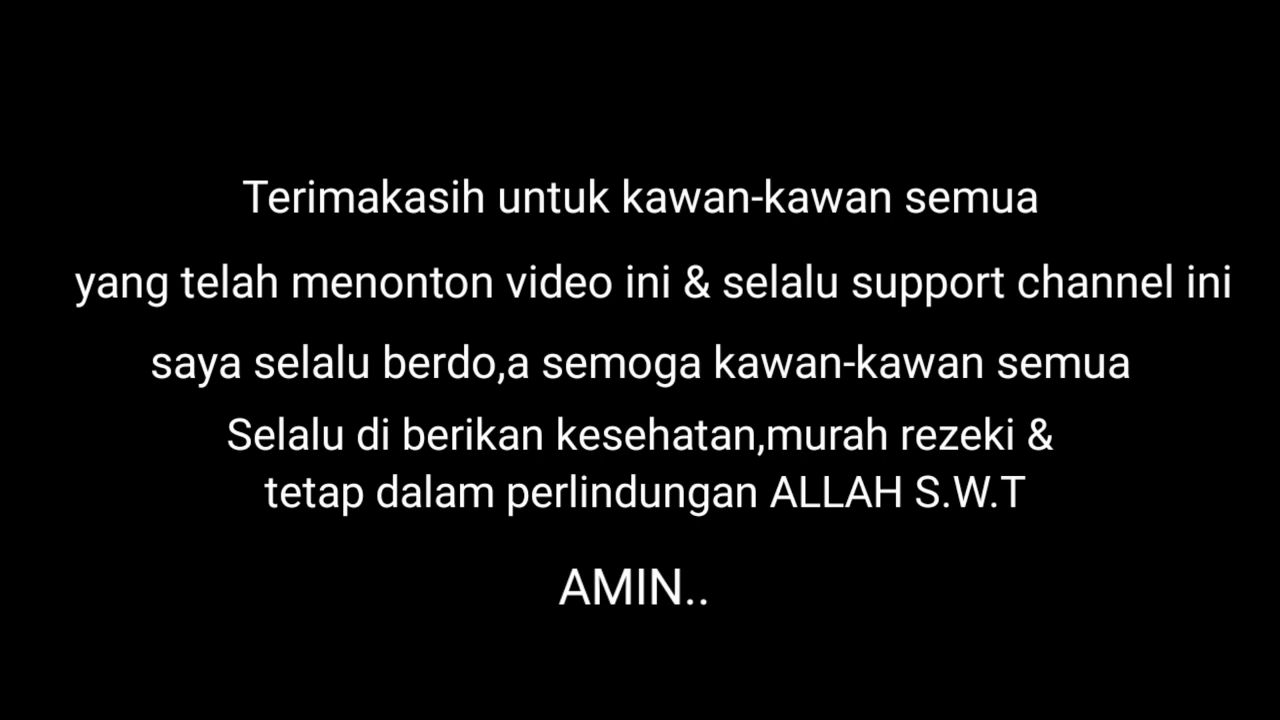 Terimakasih untuk kawan-kawan semua
yang telah menonton video ini & selalu support channel ini
saya selalu berdo,a semoga kawan-kawan semua
Selalu di berikan kesehatan,murah rezeki &
tetap dalam perlindungan ALLAH S.W.T
AMIN..